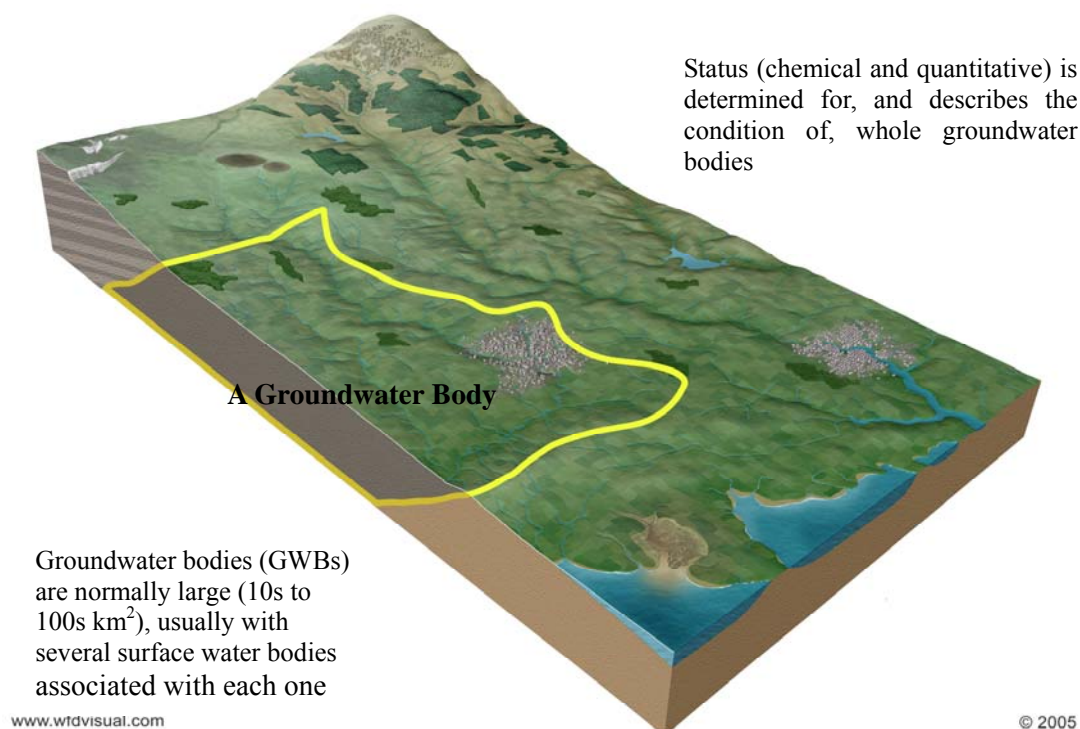 Status (chemical and quantitative) is
determined for, and describes the
condition of, whole groundwater
bodies
A Groundwater Body
Groundwater bodies (GWBs)
are normally large (10s to
100s km²), usually with
several surface water bodies
associated with each one
www.wfdvisual.com
© 2005